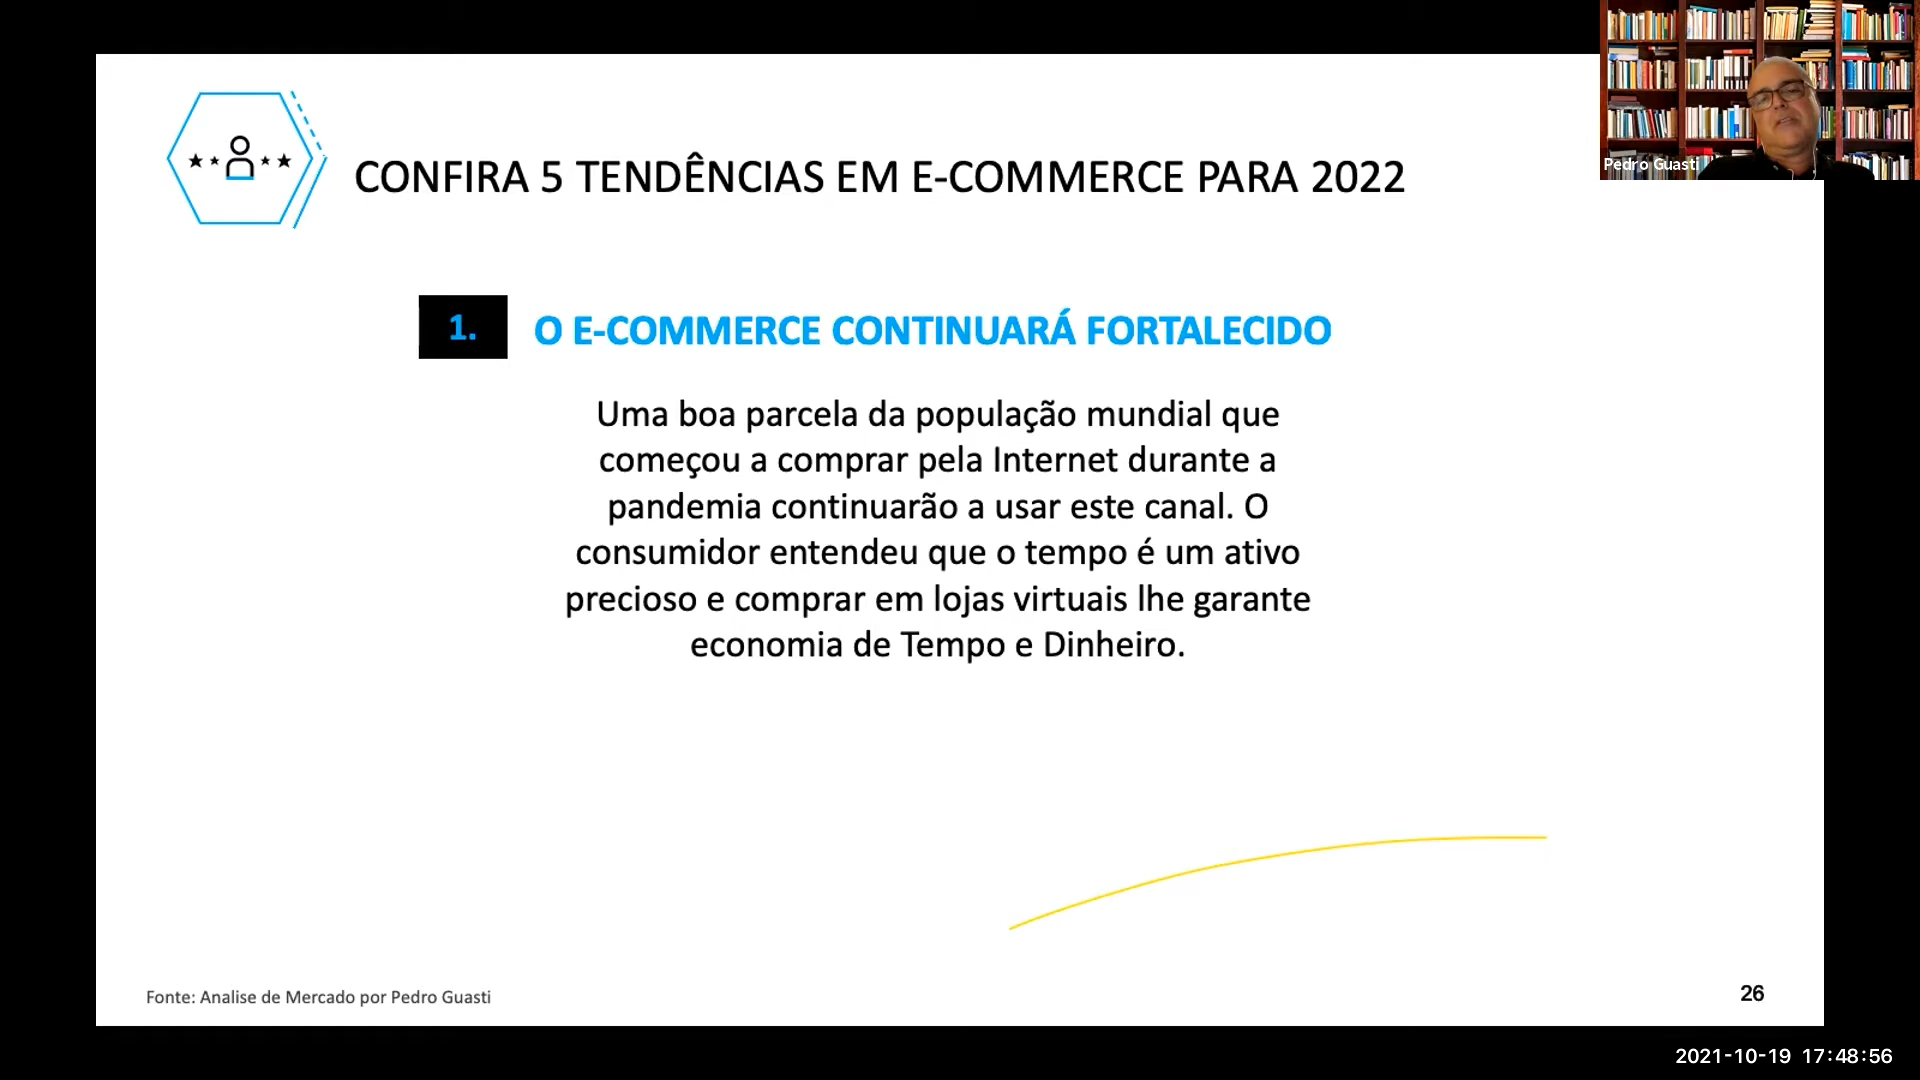 Pedro Guasti
CONFIRA 5 TENDÊNCIAS EM E-COMMERCE PARA 2022
1. O E-COMMERCE CONTINUARÁ FORTALECIDO
Uma boa parcela da população mundial que
começou a comprar pela Internet durante a
pandemia continuarão a usar este canal. O
consumidor entendeu que o tempo é um ativo
precioso e comprar em lojas virtuais lhe garante
economia de Tempo e Dinheiro.
Fonte: Analise de Mercado por Pedro Guasti
26
2021-10-19 17:48:56